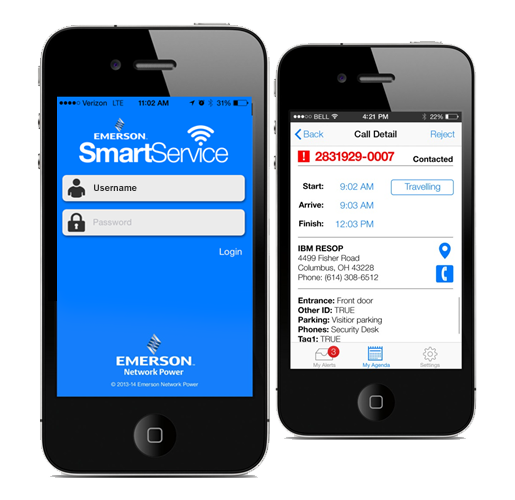 Verizon LTE 11:02 AM 31%
EMERSON.
SmartService
Username
Password
Login
EMERSON.
Network Power
© 2013-14 Emerson Network Power
BELL 4:21 PM 22%
Back Call Detail Reject
! 2831929-0007 Contacted
Start: 9:02 AM Travelling
Arrive: 9:03 AM
Finish: 12:03 PM
IBM RESOP
4499 Fisher Road
Columbus, OH 43228
Phone: (614) 308-6512
Entrance: Front door
Other ID: TRUE
Parking: Visitior parking
Phones: Security Desk
Tag1: TRUE
3
My Alerts My Agenda Settings